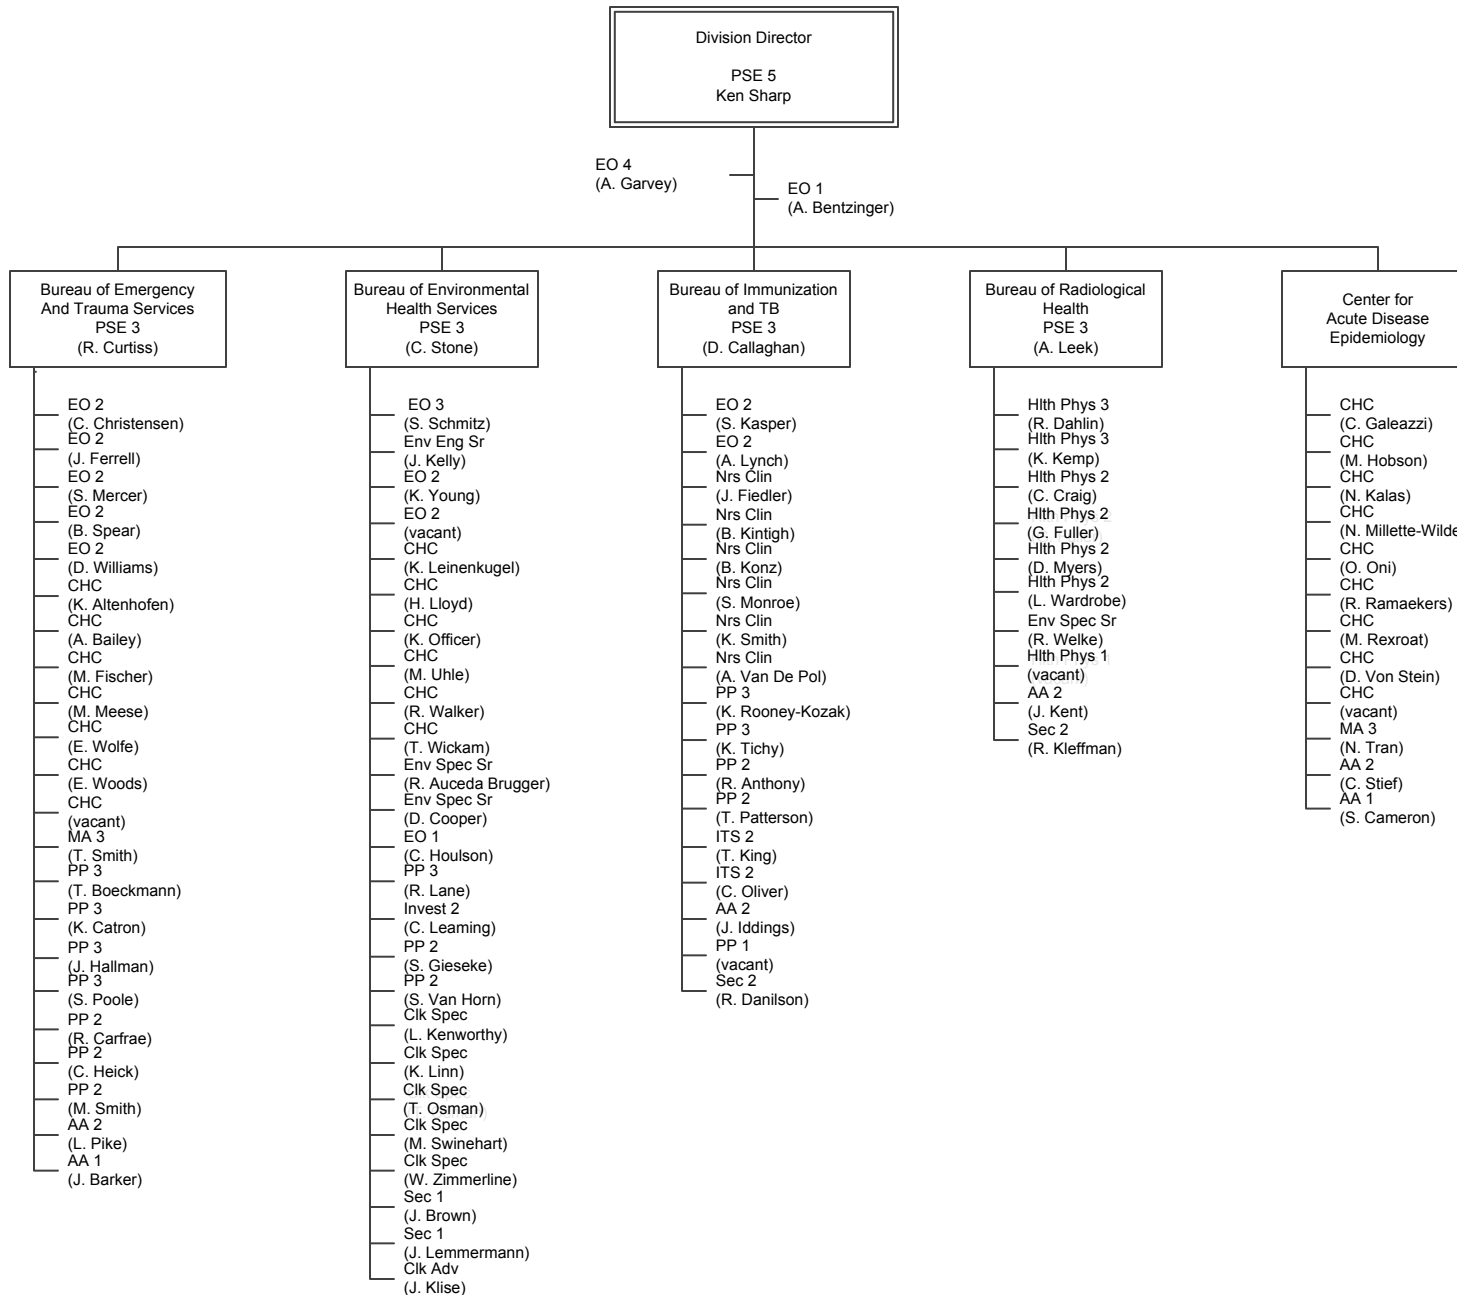 Division Director
PSE 5
Ken Sharp
EO 4
(A. Garvey)
EO 1
(A. Bentzinger)
Bureau of Emergency
And Trauma Services
PSE 3
(R. Curtiss)
EO 2
(C. Christensen)
EO 2
(J. Ferrell)
EO 2
(S. Mercer)
EO 2
(B. Spear)
EO 2
(D. Williams)
CHC
(K. Altenhofen)
CHC
(A. Bailey)
CHC
(M. Fischer)
CHC
(M. Meese)
CHC
(E. Wolfe)
CHC
(E. Woods)
CHC
(vacant)
MA 3
(T. Smith)
PP 3
(T. Boeckmann)
PP 3
(K. Catron)
PP 3
(J. Hallman)
PP 3
(S. Poole)
PP 2
(R. Carfrae)
PP 2
(C. Heick)
PP 2
(M. Smith)
AA 2
(L. Pike)
AA 1
(J. Barker)
Bureau of Environmental
Health Services
PSE 3
(C. Stone)
EO 3
(S. Schmitz)
Env Eng Sr
(J. Kelly)
EO 2
(K. Young)
EO 2
(vacant)
CHC
(K. Leinenkugel)
CHC
(H. Lloyd)
CHC
(K. Officer)
CHC
(M. Uhle)
CHC
(R. Walker)
CHC
(T. Wickam)
Env Spec Sr
(R. Auceda Brugger)
Env Spec Sr
(D. Cooper)
EO 1
(C. Houlson)
PP 3
(R. Lane)
Invest 2
(C. Leaming)
PP 2
(S. Gieseke)
PP 2
(S. Van Horn)
Clk Spec
(L. Kenworthy)
Clk Spec
(K. Linn)
Clk Spec
(T. Osman)
Clk Spec
(M. Swinehart)
Clk Spec
(W. Zimmerline)
Sec 1
(J. Brown)
Sec 1
(J. Lemmermann)
Clk Adv
(J. Klise)
Bureau of Immunization
and TB
PSE 3
(D. Callaghan)
EO 2
(S. Kasper)
EO 2
(A. Lynch)
Nrs Clin
(J. Fiedler)
Nrs Clin
(B. Kintigh)
Nrs Clin
(B. Konz)
Nrs Clin
(S. Monroe)
Nrs Clin
(K. Smith)
Nrs Clin
(A. Van De Pol)
PP 3
(K. Rooney-Kozak)
PP 3
(K. Tichy)
PP 2
(R. Anthony)
PP 2
(T. Patterson)
ITS 2
(T. King)
ITS 2
(C. Oliver)
AA 2
(J. Iddings)
PP 1
(vacant)
Sec 2
(R. Danilson)
Bureau of Radiological
Health
PSE 3
(A. Leek)
Hlth Phys 3
(R. Dahlin)
Hlth Phys 3
(K. Kemp)
Hlth Phys 2
(C. Craig)
Hlth Phys 2
(G. Fuller)
Hlth Phys 2
(D. Myers)
Hlth Phys 2
(L. Wardrobe)
Env Spec Sr
(R. Welke)
Hlth Phys 1
(vacant)
AA 2
(J. Kent)
Sec 2
(R. Kleffman)
Center for
Acute Disease
Epidemiology
CHC
(C. Galeazzi)
CHC
(M. Hobson)
CHC
(N. Kalas)
CHC
(N. Millette-Wilde
CHC
(O. Oni)
CHC
(R. Ramaekers)
CHC
(M. Rexroat)
CHC
(D. Von Stein)
CHC
(vacant)
MA 3
(N. Tran)
AA 2
(C. Stief)
AA 1
(S. Cameron)